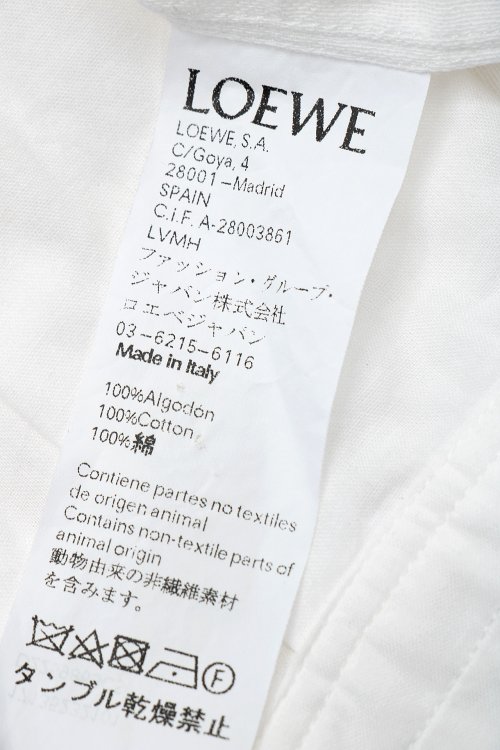 LOEWE
LOEWE, S.A.
C/Goya, 4
28001 –Madrid
SPAIN
C.i.F. A-28003861
LVMH
ファッション・グループ・
ジャパン株式会社
ロエベジャパン
03-6215-6116
Made in Italy
100%Algodón
100%Cotton
100%綿
Contiene partes no textiles
de origen animal
Contains non-textile parts of
animal origin
動物由来の非繊維素材
を含みます。
F
タンブル乾燥禁止